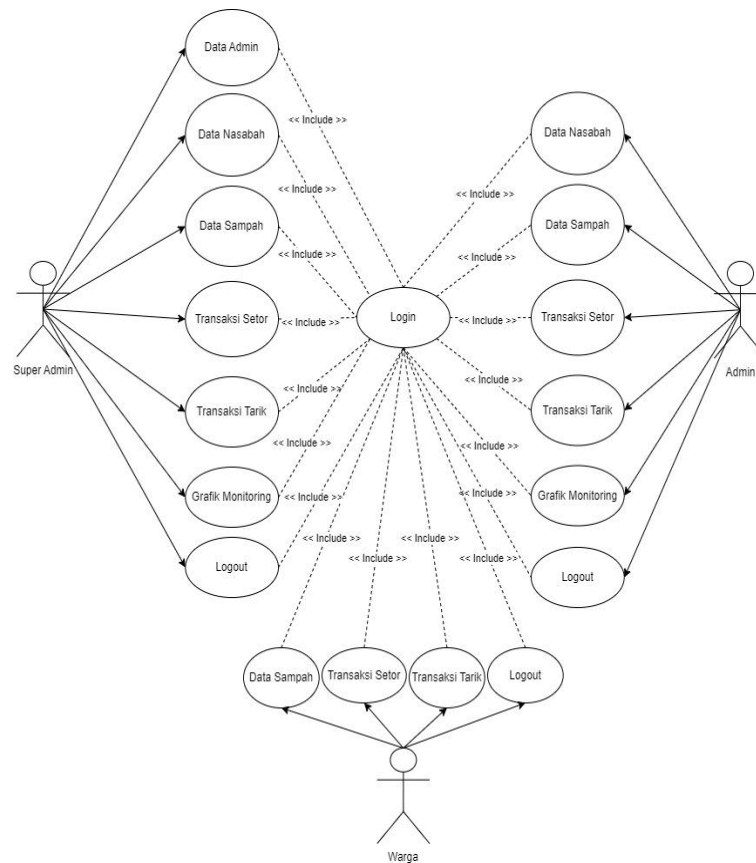 Data Admin
<< Include >>
Data Nasabah
Data Nasabah
<< Include >>
<< Include >>
Data Sampah
Data Sampah
<< Include >>
<< Include >>
Transaksi Setor
<< Include >>
Login
<< Include >>
Transaksi Setor
Super Admin
Admin
<< Include >>
<< Include >>
Transaksi Tarik
Transaksi Tarik
<< Include >>
<< Include >>
Grafik Monitoring
Grafik Monitoring
<< Include >>
<< Include >>
Logout
Logout
<< Include >>
<< Include >>
<< Include >>
<< Include >>
Data Sampah
Transaksi Setor
Transaksi Tarik
Logout
Warga